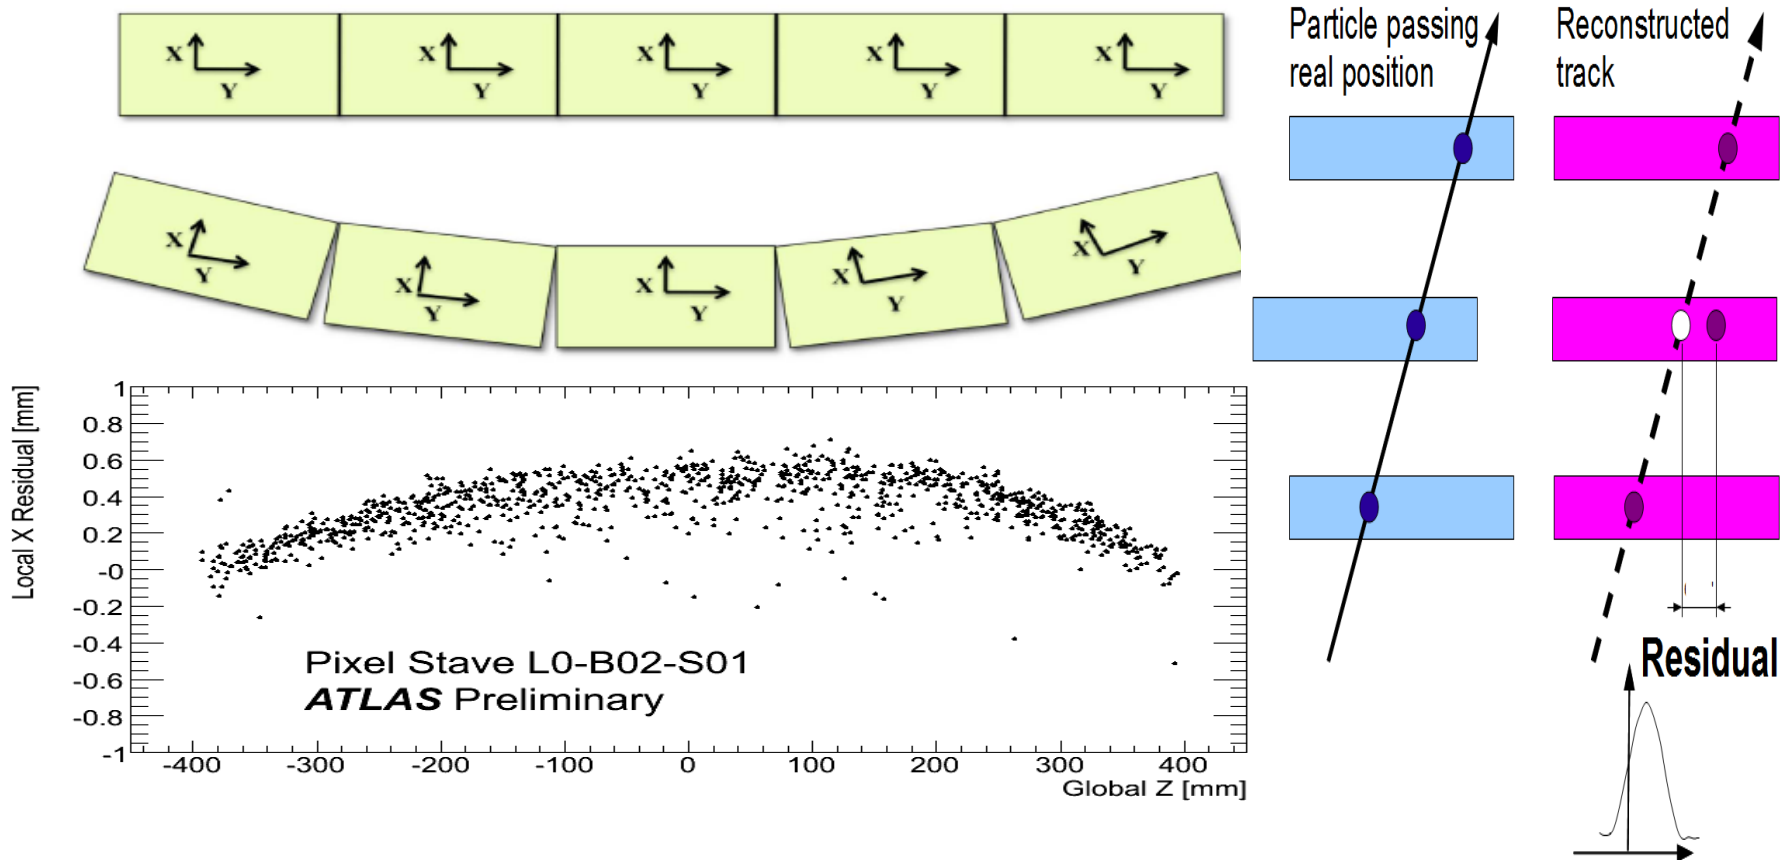 X
Y
X
Y
X
Y
X
Y
X
Y
X
Y
X
Y
X
Y
X
Y
X
Y
Local X Residual [mm]
1
0.8
0.6
0.4
0.2
-0
-0.2
-0.4
-0.6
-0.8
-1
Pixel Stave L0-B02-S01
ATLAS Preliminary
-400 -300 -200 -100 0 100 200 300 400
Global Z [mm]
Particle passing
real position
Reconstructed
track
Residual